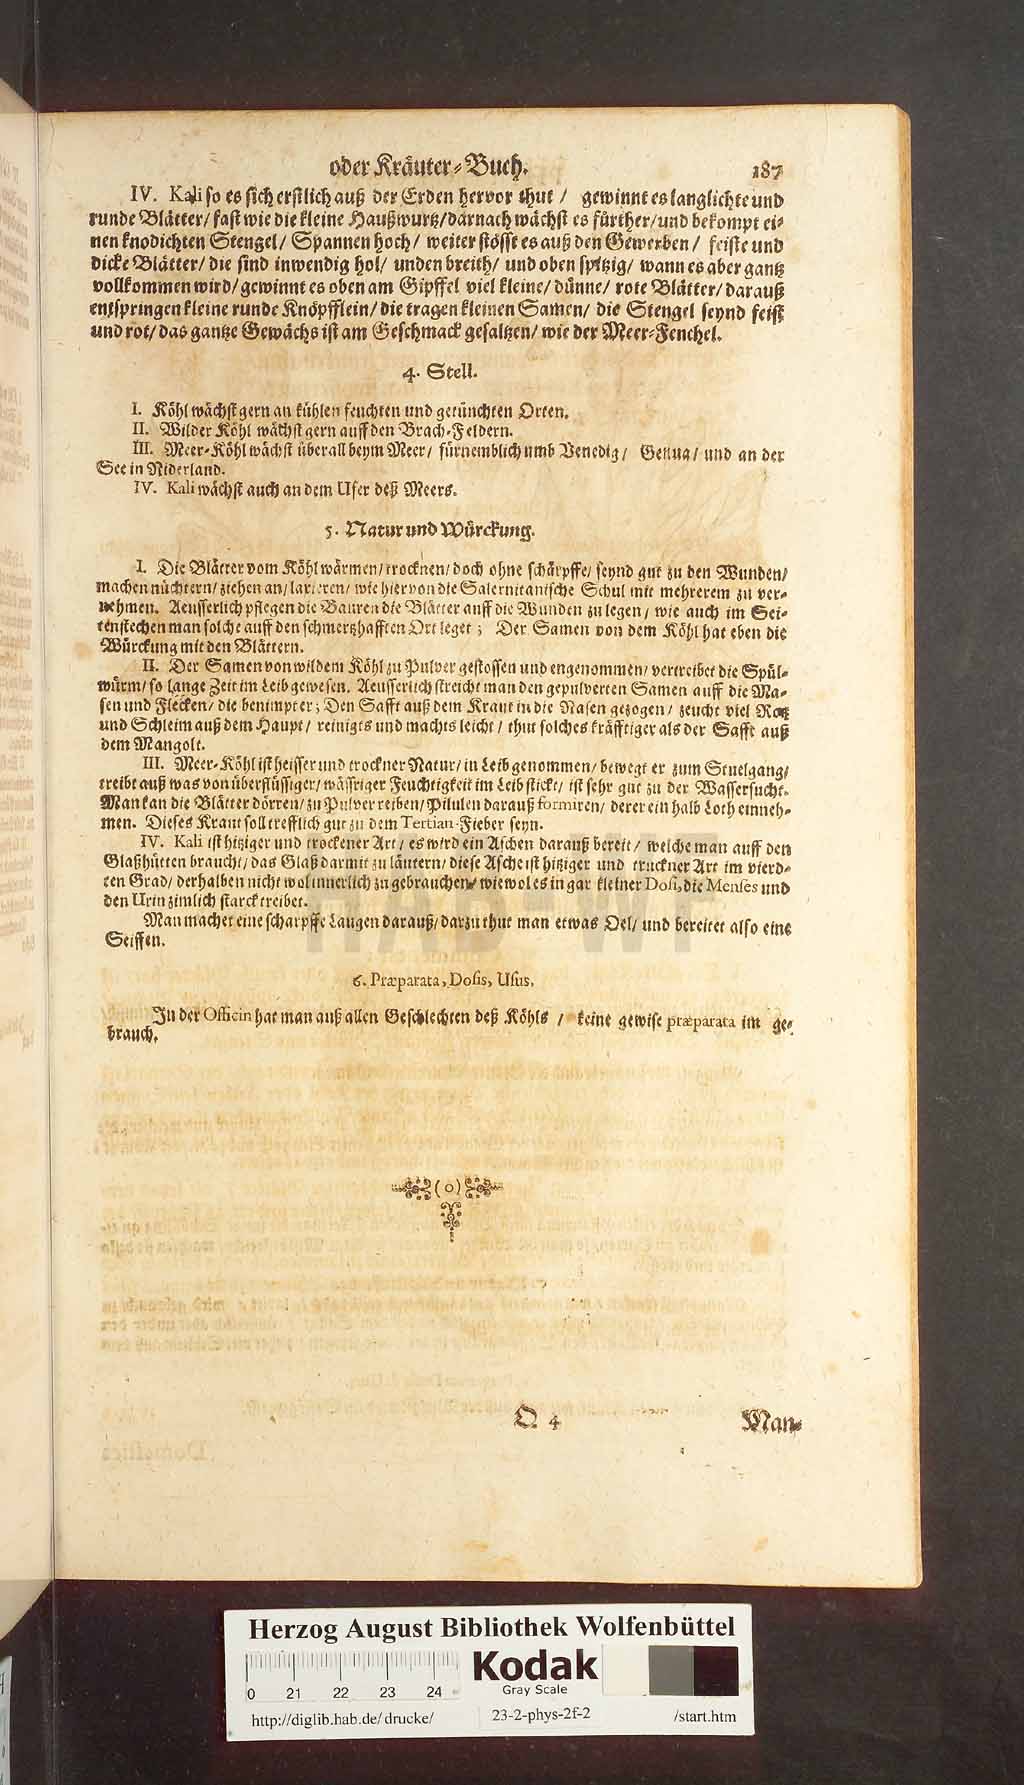 oder Kräuter-Buch. 187
IV. Kali so es sich erstlich auß der Erden hervor thut / gewinnt es langlichte und
runde Blätter/ fast wie die kleine Haußwurtz/ darnach wächst es fürther/ und bekompt ei-
nen knodichten Stengel/ Spannen hoch/ weiter stösst es auß den Gewerben/ feiste und
dicke Blätter/ die sind inwendig hol/ unden breith/ und oben spitzig/ wann es aber gantz
vollkommen wird/ gewinnt es oben am Gipffel viel kleine/ dünne/ rote Blätter/ darauß
entspringen kleine runde Knöpfflein/ die tragen kleinen Samen/ die Stengel seynd feist
und rot/ das gantze Gewächs ist am Geschmack gesaltzen/ wie der Meer-Fenchel.
4. Stell.
I. Köhl wächst gern an kühlen feuchten und getünchten Orten.
II. Wilder Köhl wächst gern auff den Brach-Feldern.
III. Meer-Köhl wächst überall beym Meer/ fürnemblich umb Venedig/ Genua/ und an der
See in Niderland.
IV. Kali wächst auch an dem Ufer deß Meers.
5. Natur und Würckung.
I. Die Blätter vom Köhl wärmen/ trocknen/ doch ohne schärpffe/ seynd gut zu den Wunden/
machen nüchtern/ ziehen an/ laxieren/ wie hiervon die Salernitanische Schul mit mehrerem zu ver-
nehmen. Aeusserlich pflegen die Bauren die Blätter auff die Wunden zu legen/ wie auch im Sei-
tenstechen man solche auff den schmertzhafften Ort leget; Der Samen von dem Köhl hat eben die
Würckung mit den Blättern.
II. Der Samen von wildem Köhl zu Pulver gestossen und engenommen/ vertreibet die Spül-
würm/ so lange Zeit im Leib gewesen. Aeusserlich streicht man den gepulverten Samen auff die Ma-
sen und Flecken/ die benimpt er; Den Safft auß dem Kraut in die Nasen gezogen/ zeucht viel Rotz
und Schleim auß dem Haupt/ reinigts und machts leicht/ thut solches kräfftiger als der Safft auß
dem Mangolt.
III. Meer-Köhl ist heisser und trockner Natur/ in Leib genommen/ bewegt er zum Stuelgang/
treibt auß was von überflüssiger/ wässriger Feuchtigkeit im Leib stickt/ ist sehr gut zu der Wassersucht.
Man kan die Blätter dörren/ zu Pulver reiben/ Pilulen darauß formiren/ derer ein halb Loth einneh-
men. Dieses Kraut soll trefflich gut zu dem Tertian-Fieber seyn.
IV. Kali ist hitziger und trockener Art/ es wird ein Aschen darauß bereit/ welche man auff den
Glaßhütten braucht/ das Glaß darmit zu läutern/ diese Asche ist hitziger und truckner Art im vierd-
ten Grad/ derhalben nicht wol innerlich zu gebrauchen/ wiewol es in gar kleiner Dosi, die Menses und
den Urin zimlich starck treibet.
Man machet eine scharpffe Laugen darauß/ darzu thut man etwas Oel/ und bereitet also eine
Seiffen.
6. Præparata, Dosis, Usus,
In der Officin hat man auß allen Geschlechten deß Köhls / keine gewise præparata im ge-
brauch.
(o)
Q 4 Man-
HAB-WF
Herzog August Bibliothek Wolfenbüttel
0 21 22 23 24 Kodak
Gray Scale
http://diglib.hab.de/drucke/ 23-2-phys-2f-2 /start.htm